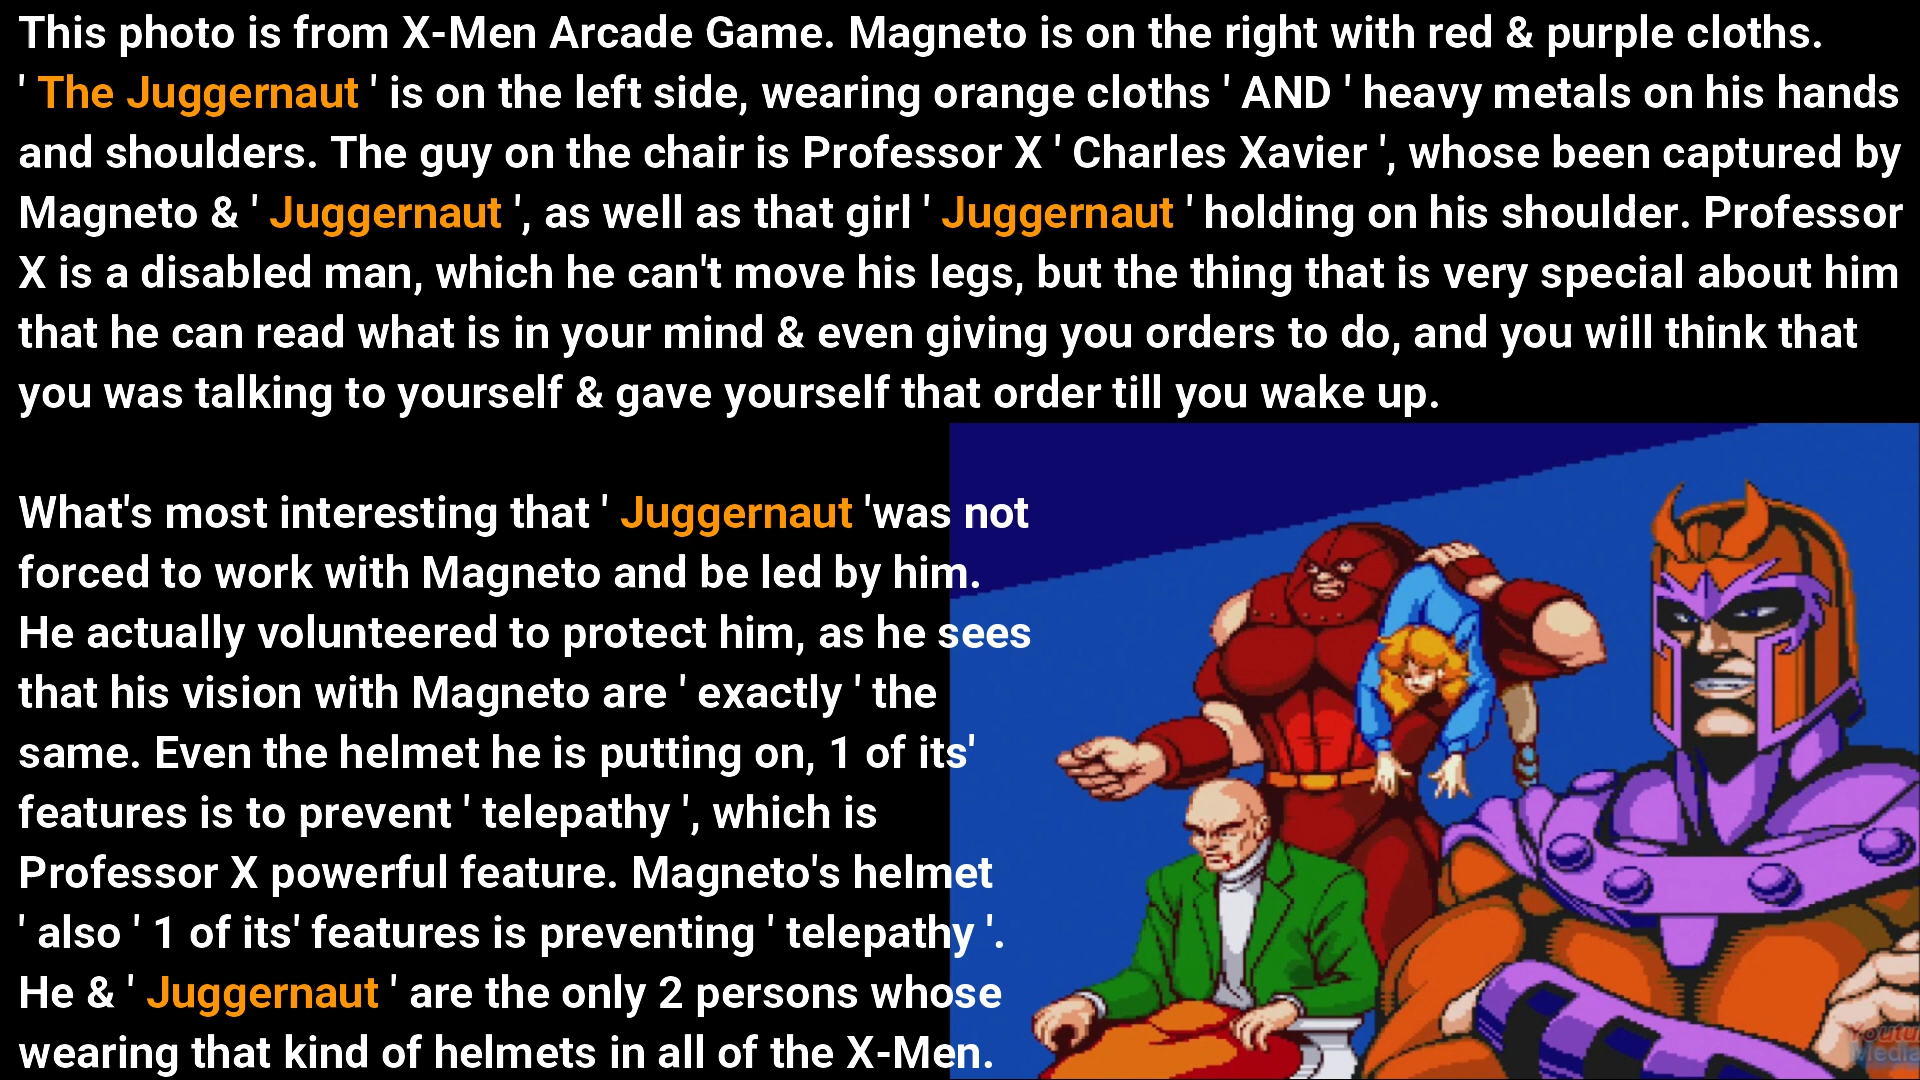 This photo is from X-Men Arcade Game. Magneto is on the right with red & purple cloths.
' The Juggernaut ' is on the left side, wearing orange cloths ' AND ' heavy metals on his hands
and shoulders. The guy on the chair is Professor X ' Charles Xavier ', whose been captured by
Magneto & ' Juggernaut ', as well as that girl ' Juggernaut ' holding on his shoulder. Professor
X is a disabled man, which he can't move his legs, but the thing that is very special about him
that he can read what is in your mind & even giving you orders to do, and you will think that
you was talking to yourself & gave yourself that order till you wake up.
What's most interesting that ' Juggernaut 'was not
forced to work with Magneto and be led by him.
He actually volunteered to protect him, as he sees
that his vision with Magneto are ' exactly ' the
same. Even the helmet he is putting on, 1 of its'
features is to prevent ' telepathy ', which is
Professor X powerful feature. Magneto's helmet
' also ' 1 of its' features is preventing ' telepathy '.
He & ' Juggernaut ' are the only 2 persons whose
wearing that kind of helmets in all of the X-Men.